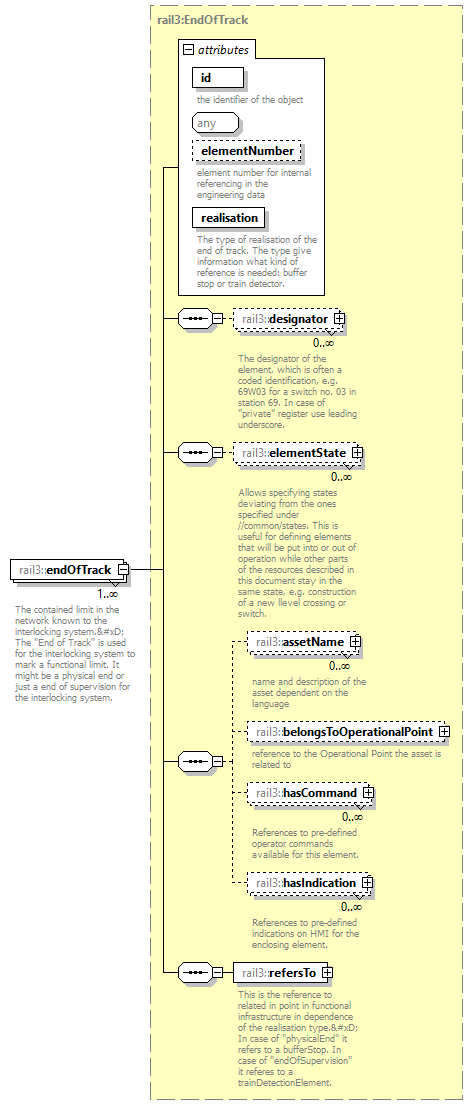 rail3:EndOfTrack
attributes
id
the identifier of the object
any
elementNumber
element number for internal
referencing in the
engineering data
realisation
The type of realisation of the
end of track. The type give
information what kind of
reference is needed: buffer
stop or train detector.
rail3::designator
0..∞
The designator of the
element, which is often a
coded identification, e.g.
69W03 for a switch no. 03 in
station 69. In case of
"private" register use leading
underscore.
rail3::elementState
0..∞
Allows specifying states
deviating from the ones
specified under
//common/states. This is
useful for defining elements
that will be put into or out of
operation while other parts
of the resources described in
this document stay in the
same state, e.g. construction
of a new llevel crossing or
switch.
rail3::endOfTrack
1..∞
The contained limit in the
network known to the
interlocking system.&#xD;
The "End of Track" is used
for the interlocking system to
mark a functional limit. It
might be a physical end or
just a end of supervision for
the interlocking system.
rail3::assetName
0..∞
name and description of the
asset dependent on the
language
rail3::belongsToOperationalPoint
reference to the Operational Point the asset is
related to
rail3::hasCommand
0..∞
References to pre-defined
operator commands
available for this element.
rail3::hasIndication
0..∞
References to pre-defined
indications on HMI for the
enclosing element.
rail3::refersTo
This is the reference to
related in point in functional
infrastructure in dependence
of the realisation type.&#xD;
In case of "physicalEnd" it
refers to a bufferStop. In
case of "endOfSupervision"
it referes to a
trainDetectionElement.